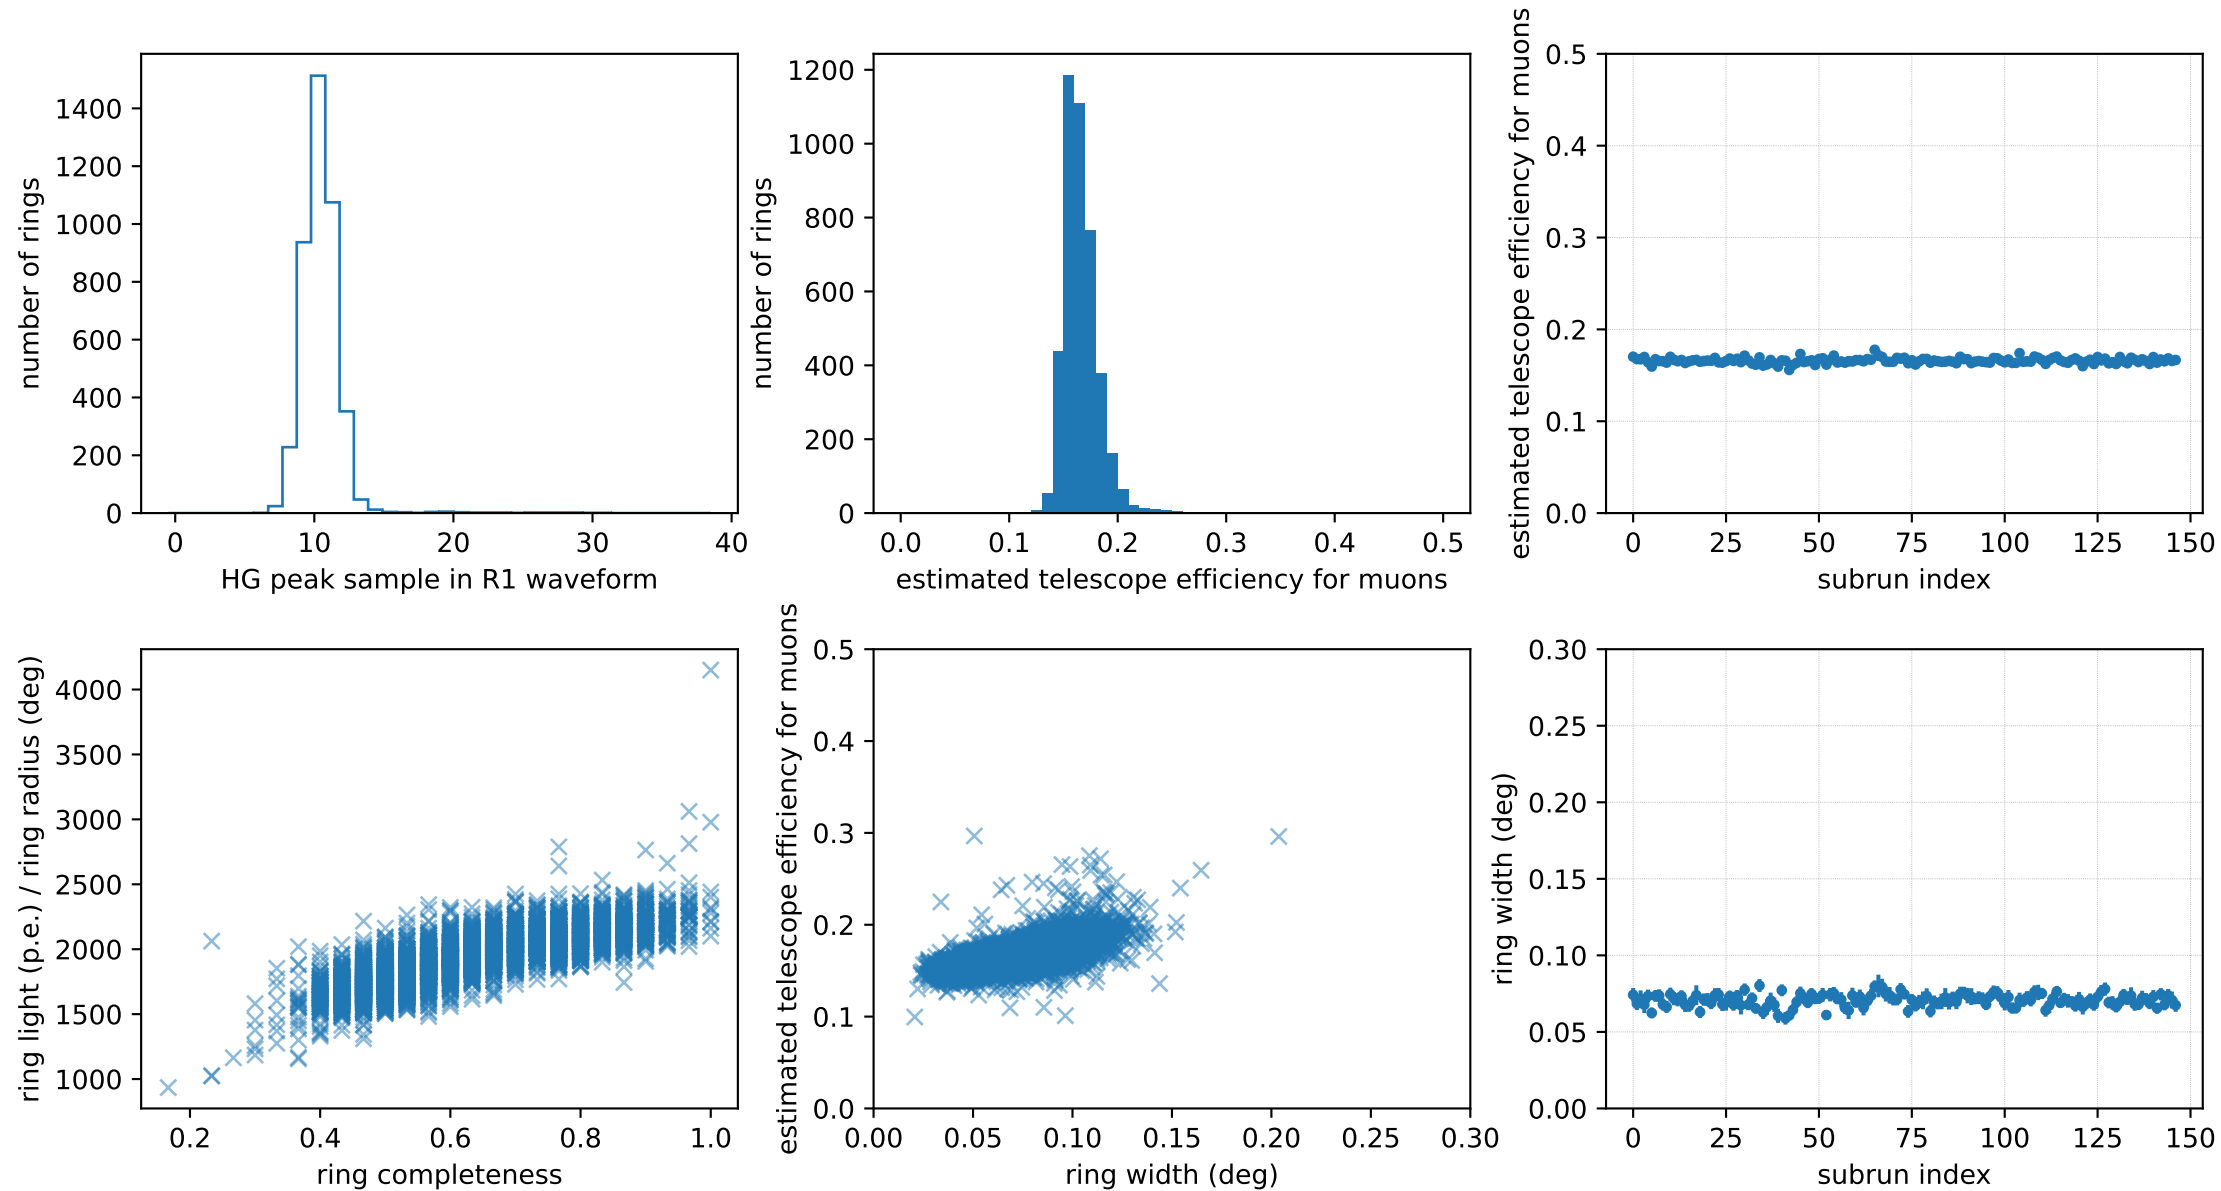 number of rings
1400
1200
1000
800
600
400
200
0
0 10 20 30 40
HG peak sample in R1 waveform
number of rings
1200
1000
800
600
400
200
0
0.0 0.1 0.2 0.3 0.4 0.5
estimated telescope efficiency for muons
estimated telescope efficiency for muons
0.5
0.4
0.3
0.2
0.1
0.0
0 25 50 75 100 125 150
subrun index
ring light (p.e.) / ring radius (deg)
4000
3500
3000
2500
2000
1500
1000
0.2 0.4 0.6 0.8 1.0
ring completeness
estimated telescope efficiency for muons
0.5
0.4
0.3
0.2
0.1
0.0
0.00 0.05 0.10 0.15 0.20 0.25 0.30
ring width (deg)
ring width (deg)
0.30
0.25
0.20
0.15
0.10
0.05
0.00
0 25 50 75 100 125 150
subrun index